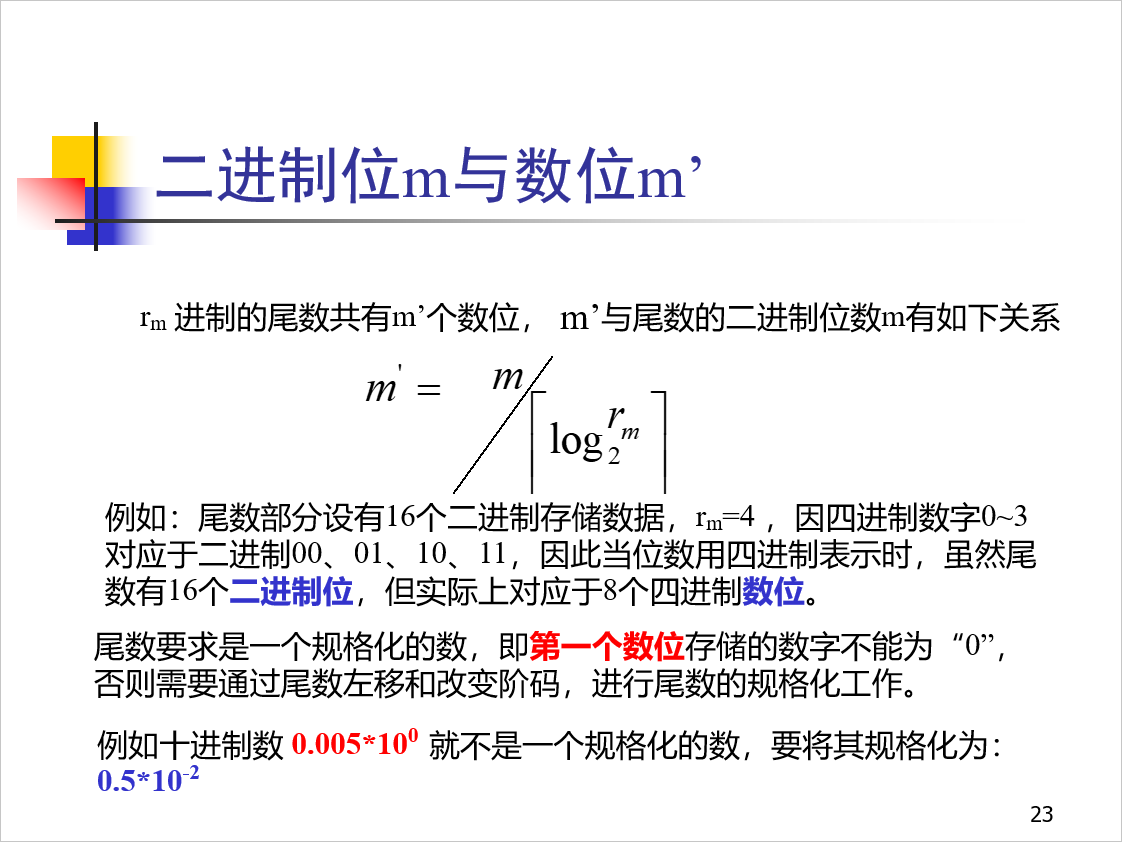 二进制位m与数位m’
rm 进制的尾数共有m’个数位， m’与尾数的二进制位数m有如下关系
m' = m / ⌈log2 rm⌉
例如：尾数部分设有16个二进制存储数据，rm=4 ，因四进制数字0~3
对应于二进制00、01、10、11，因此当位数用四进制表示时，虽然尾
数有16个二进制位，但实际上对应于8个四进制数位。
尾数要求是一个规格化的数，即第一个数位存储的数字不能为“0”，
否则需要通过尾数左移和改变阶码，进行尾数的规格化工作。
例如十进制数 0.005*10⁰ 就不是一个规格化的数，要将其规格化为：
0.5*10⁻²
23